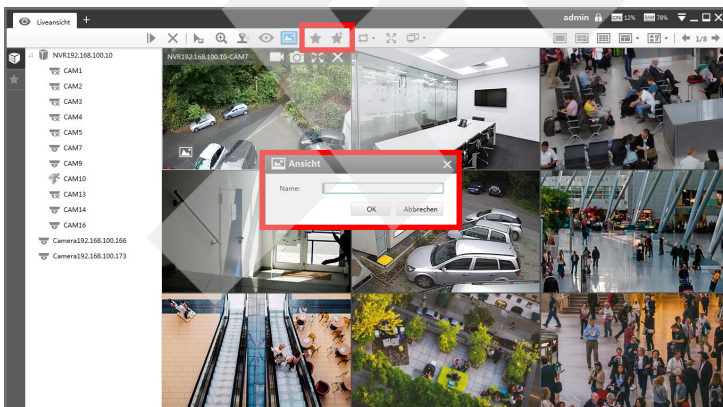 Liveansicht
admin 12% 78%
NVR192.168.100.10
CAM1
CAM2
CAM3
CAM4
CAM5
CAM7
CAM9
CAM10
CAM13
CAM14
CAM16
Camera192.168.100.166
Camera192.168.100.173
1/8
NVR192.168.100.10-CAM7
Ansicht
Name:
OK Abbrechen